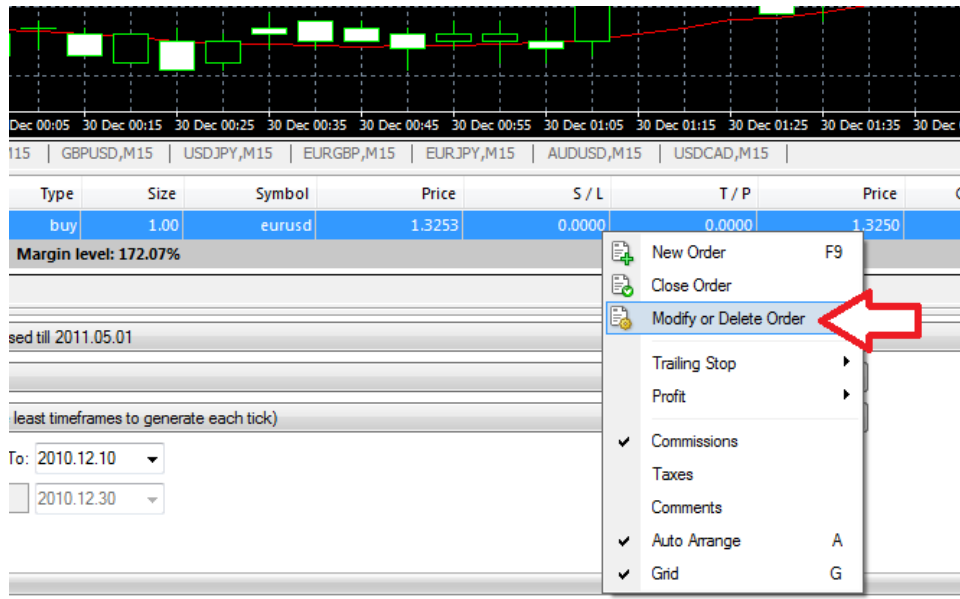 Dec 00:05 30 Dec 00:15 30 Dec 00:25 30 Dec 00:35 30 Dec 00:45 30 Dec 00:55 30 Dec 01:05 30 Dec 01:15 30 Dec 01:25 30 Dec 01:35 30 Dec
15 | GBPUSD,M15 | USDJPY,M15 | EURGBP,M15 | EURJPY,M15 | AUDUSD,M15 | USDCAD,M15 |
Type Size Symbol Price S / L T / P Price
buy 1.00 eurusd 1.3253 0.0000 0.0000 1.3250
Margin level: 172.07%
New Order F9
Close Order
Modify or Delete Order
sed till 2011.05.01
Trailing Stop
Profit
least timeframes to generate each tick)
Commissions
To: 2010.12.10
Taxes
2010.12.30
Comments
Auto Arrange A
Grid G